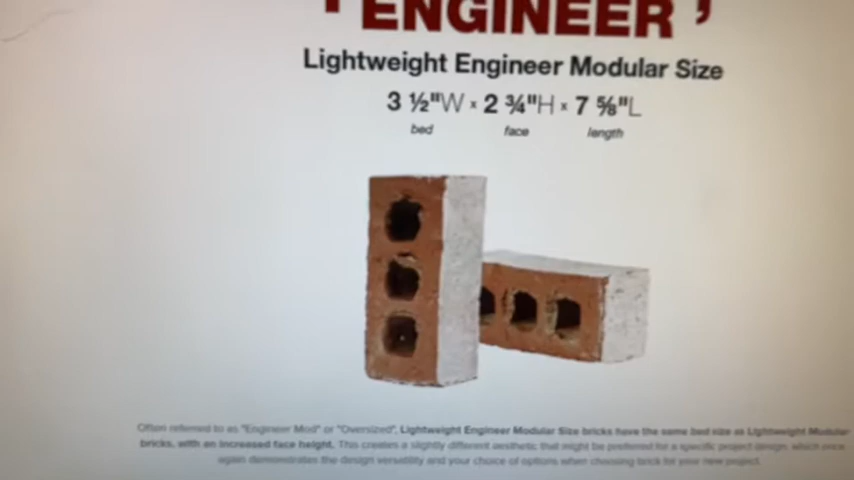 ' ENGINEER '
Lightweight Engineer Modular Size
3 ½"W x 2 ¾"H x 7 ⅝"L
bed face length
Often referred to as "Engineer Mod" or "Oversized", Lightweight Engineer Modular Size bricks have the same bed size as Lightweight Modular
bricks, with an increased face height. This creates a slightly different aesthetic that might be preferred for a specific project design, which once
again demonstrates the design versatility and your choice of options when choosing brick for your new project.